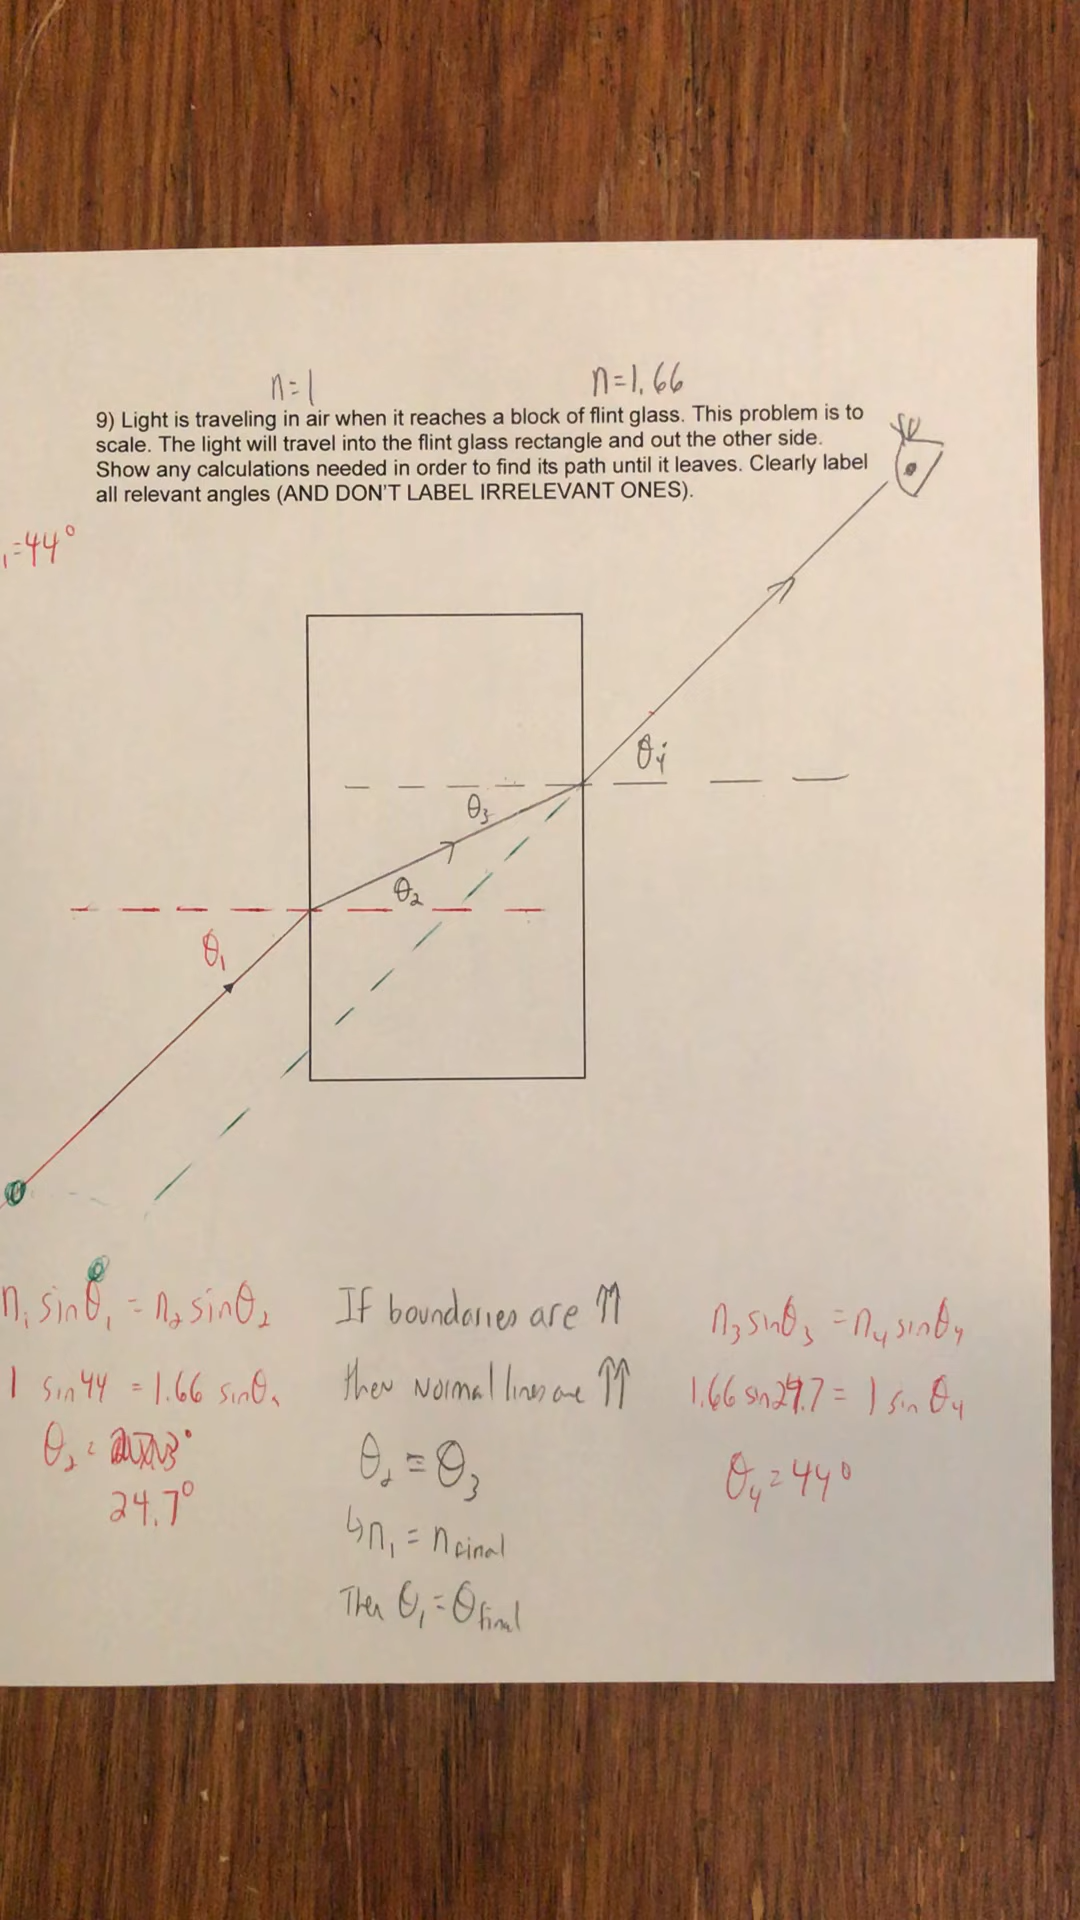 n=1
n=1.66
9) Light is traveling in air when it reaches a block of flint glass. This problem is to
scale. The light will travel into the flint glass rectangle and out the other side.
Show any calculations needed in order to find its path until it leaves. Clearly label
all relevant angles (AND DON'T LABEL IRRELEVANT ONES).
₁=44°
θ₄
θ₃
θ₂
θ₁
n₁ sinθ₁ = n₂ sinθ₂
1 sin44 = 1.66 sinθ₂
θ₂ =
24.7°
If boundaries are ⇈
then Normal lines are ⇈
θ₂ = θ₃
↳n₁ = nfinal
Then θ₁ = θfinal
n₃ sinθ₃ = n₄ sinθ₄
1.66 sin24.7 = 1 sin θ₄
θ₄ = 44°